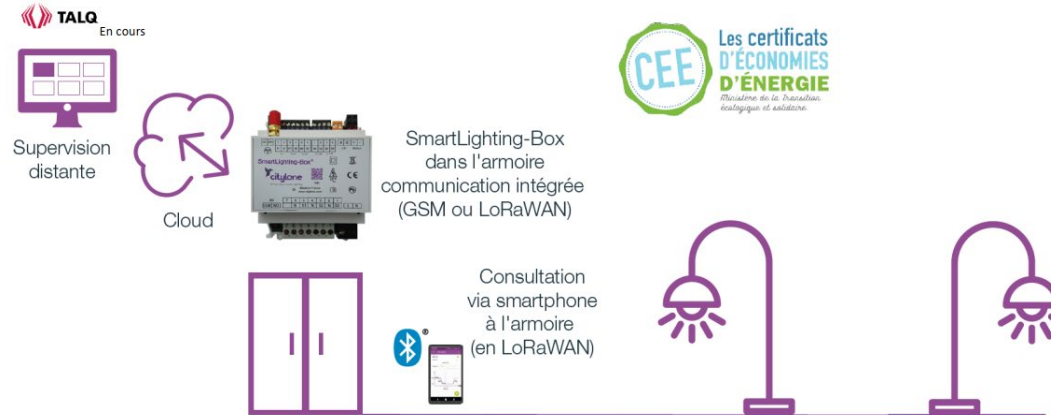 TALQ
En cours
Supervision
distante
Cloud
SmartLighting-Box®
citylone
CE
SmartLighting-Box
dans l'armoire
communication intégrée
(GSM ou LoRaWAN)
CEE
Les certificats
D'ÉCONOMIES
D'ÉNERGIE
Ministère de la Transition
écologique et solidaire
Consultation
via smartphone
à l'armoire
(en LoRaWAN)